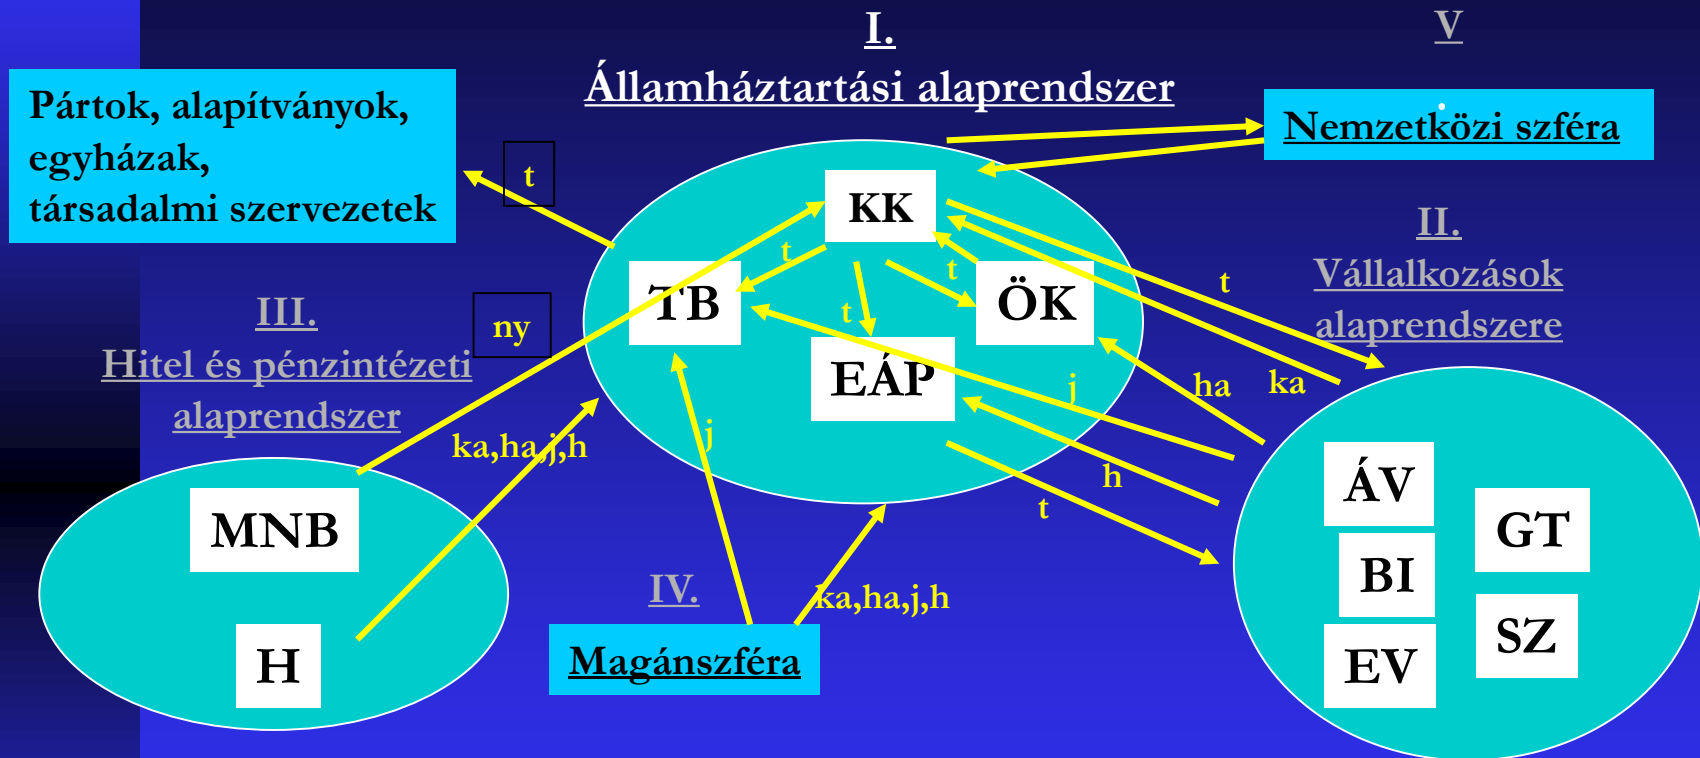 I.
Államháztartási alaprendszer
V
.
Pártok, alapítványok,
egyházak,
társadalmi szervezetek
Nemzetközi szféra
t
KK
II.
Vállalkozások
alaprendszere
t
t
t
TB
ÖK
III.
Hitel és pénzintézeti
alaprendszer
ny
t
EÁP
j
ha
ka
ka,ha,j,h
j
h
t
MNB
H
ÁV
GT
BI
SZ
EV
IV.
ka,ha,j,h
Magánszféra